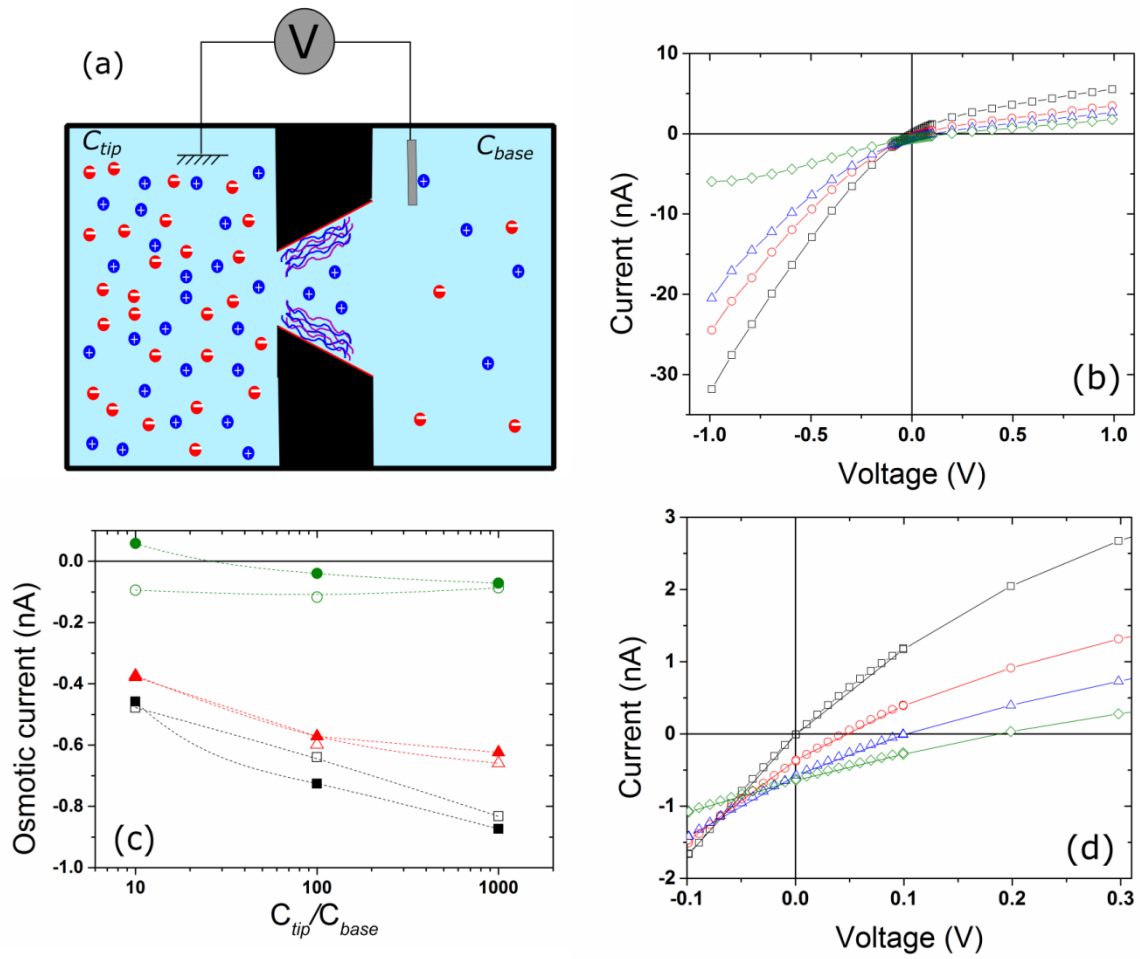 (a)
V
C_tip
C_base
10
0
-10
-20
-30
-1.0 -0.5 0.0 0.5 1.0
Current (nA)
Voltage (V)
(b)
0.0
-0.2
-0.4
-0.6
-0.8
-1.0
10 100 1000
Osmotic current (nA)
C_tip/C_base
(c)
3
2
1
0
-1
-2
-0.1 0.0 0.1 0.2 0.3
Current (nA)
Voltage (V)
(d)